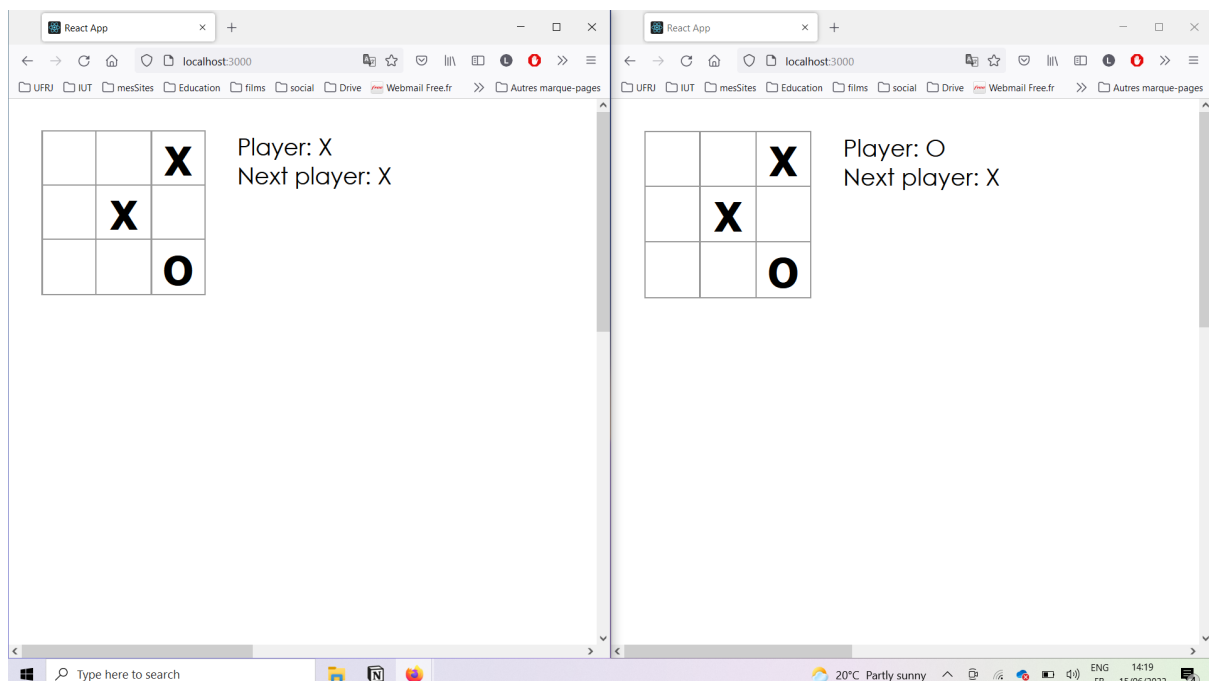 React App
localhost:3000
UFRJ IUT mesSites Education films social Drive Webmail Free.fr Autres marque-pages
X
X
O
Player: X
Next player: X
React App
localhost:3000
UFRJ IUT mesSites Education films social Drive Webmail Free.fr Autres marque-pages
X
X
O
Player: O
Next player: X
Type here to search
20°C Partly sunny
ENG
14:19